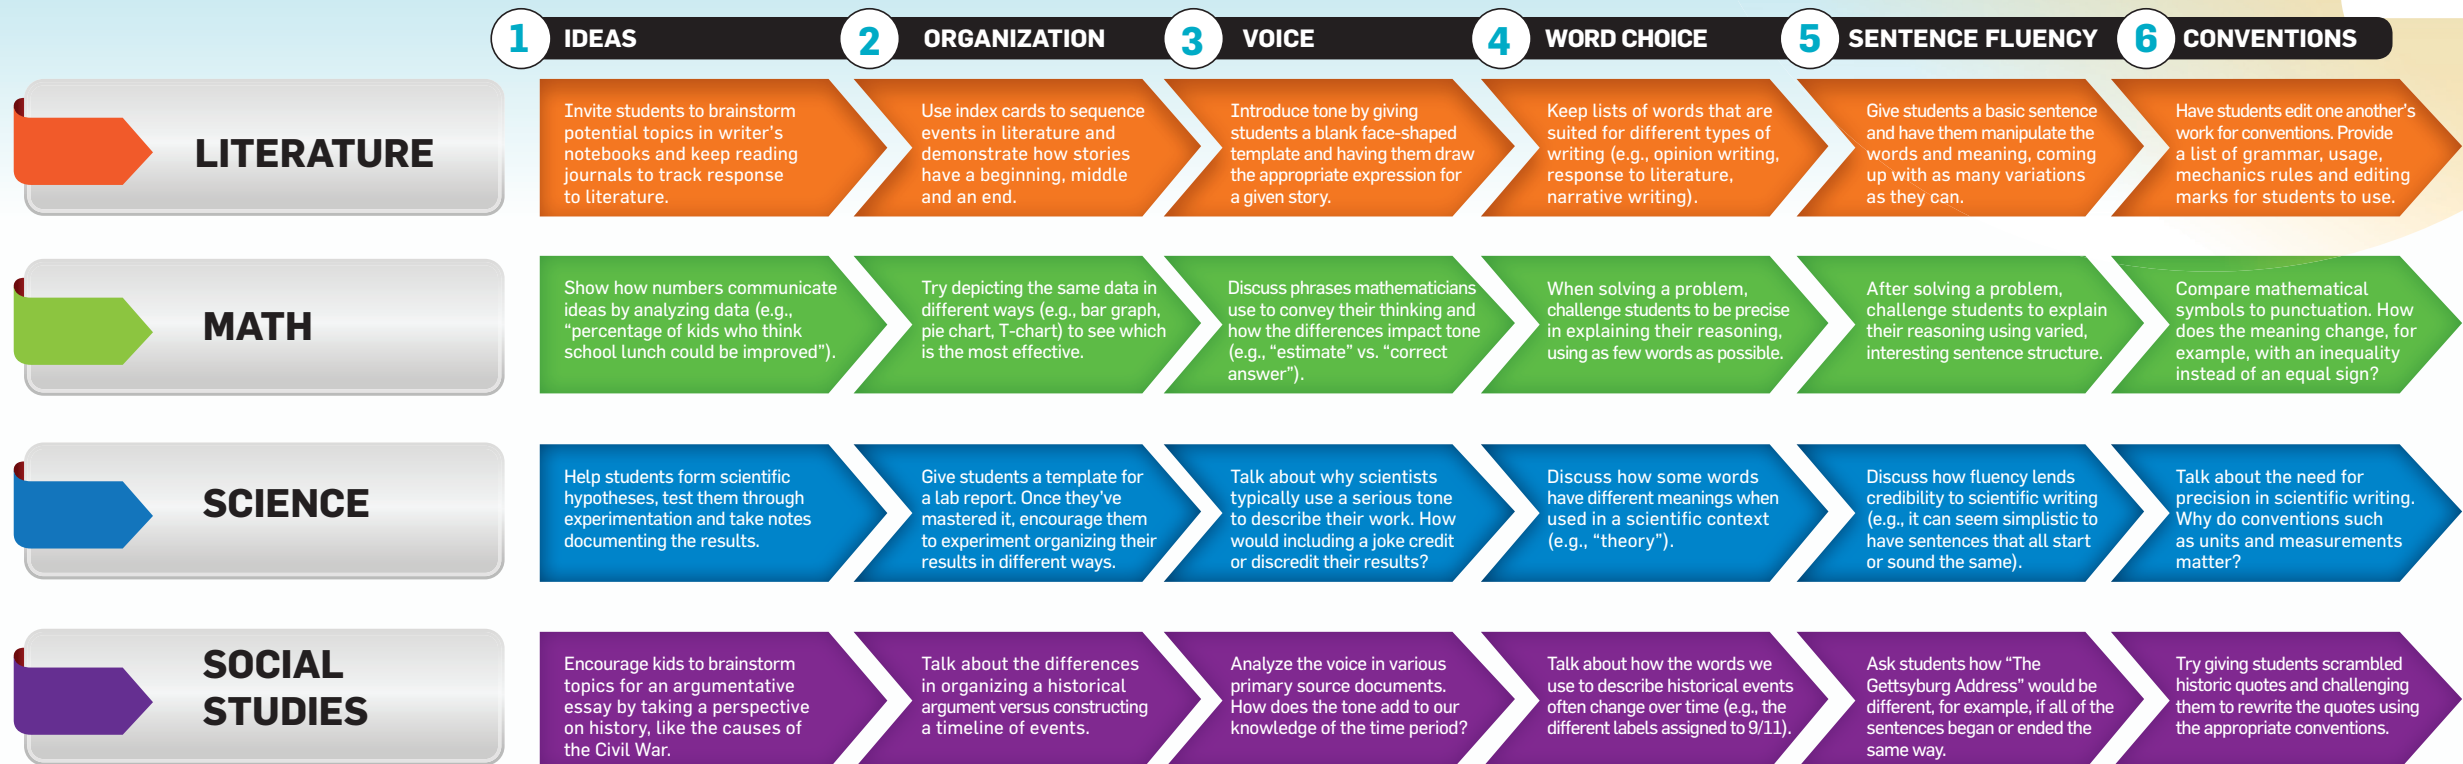 1 IDEAS
2 ORGANIZATION
3 VOICE
4 WORD CHOICE
5 SENTENCE FLUENCY
6 CONVENTIONS
LITERATURE
Invite students to brainstorm
potential topics in writer's
notebooks and keep reading
journals to track response
to literature.
Use index cards to sequence
events in literature and
demonstrate how stories
have a beginning, middle
and an end.
Introduce tone by giving
students a blank face-shaped
template and having them draw
the appropriate expression for
a given story.
Keep lists of words that are
suited for different types of
writing (e.g., opinion writing,
response to literature,
narrative writing).
Give students a basic sentence
and have them manipulate the
words and meaning, coming
up with as many variations
as they can.
Have students edit one another's
work for conventions. Provide
a list of grammar, usage,
mechanics rules and editing
marks for students to use.
MATH
Show how numbers communicate
ideas by analyzing data (e.g.,
“percentage of kids who think
school lunch could be improved”).
Try depicting the same data in
different ways (e.g., bar graph,
pie chart, T-chart) to see which
is the most effective.
Discuss phrases mathematicians
use to convey their thinking and
how the differences impact tone
(e.g., “estimate” vs. “correct
answer”).
When solving a problem,
challenge students to be precise
in explaining their reasoning,
using as few words as possible.
After solving a problem,
challenge students to explain
their reasoning using varied,
interesting sentence structure.
Compare mathematical
symbols to punctuation. How
does the meaning change, for
example, with an inequality
instead of an equal sign?
SCIENCE
Help students form scientific
hypotheses, test them through
experimentation and take notes
documenting the results.
Give students a template for
a lab report. Once they've
mastered it, encourage them
to experiment organizing their
results in different ways.
Talk about why scientists
typically use a serious tone
to describe their work. How
would including a joke credit
or discredit their results?
Discuss how some words
have different meanings when
used in a scientific context
(e.g., “theory”).
Discuss how fluency lends
credibility to scientific writing
(e.g., it can seem simplistic to
have sentences that all start
or sound the same).
Talk about the need for
precision in scientific writing.
Why do conventions such
as units and measurements
matter?
SOCIAL
STUDIES
Encourage kids to brainstorm
topics for an argumentative
essay by taking a perspective
on history, like the causes of
the Civil War.
Talk about the differences
in organizing a historical
argument versus constructing
a timeline of events.
Analyze the voice in various
primary source documents.
How does the tone add to our
knowledge of the time period?
Talk about how the words we
use to describe historical events
often change over time (e.g., the
different labels assigned to 9/11).
Ask students how “The
Gettsyburg Address” would be
different, for example, if all of the
sentences began or ended the
same way.
Try giving students scrambled
historic quotes and challenging
them to rewrite the quotes using
the appropriate conventions.